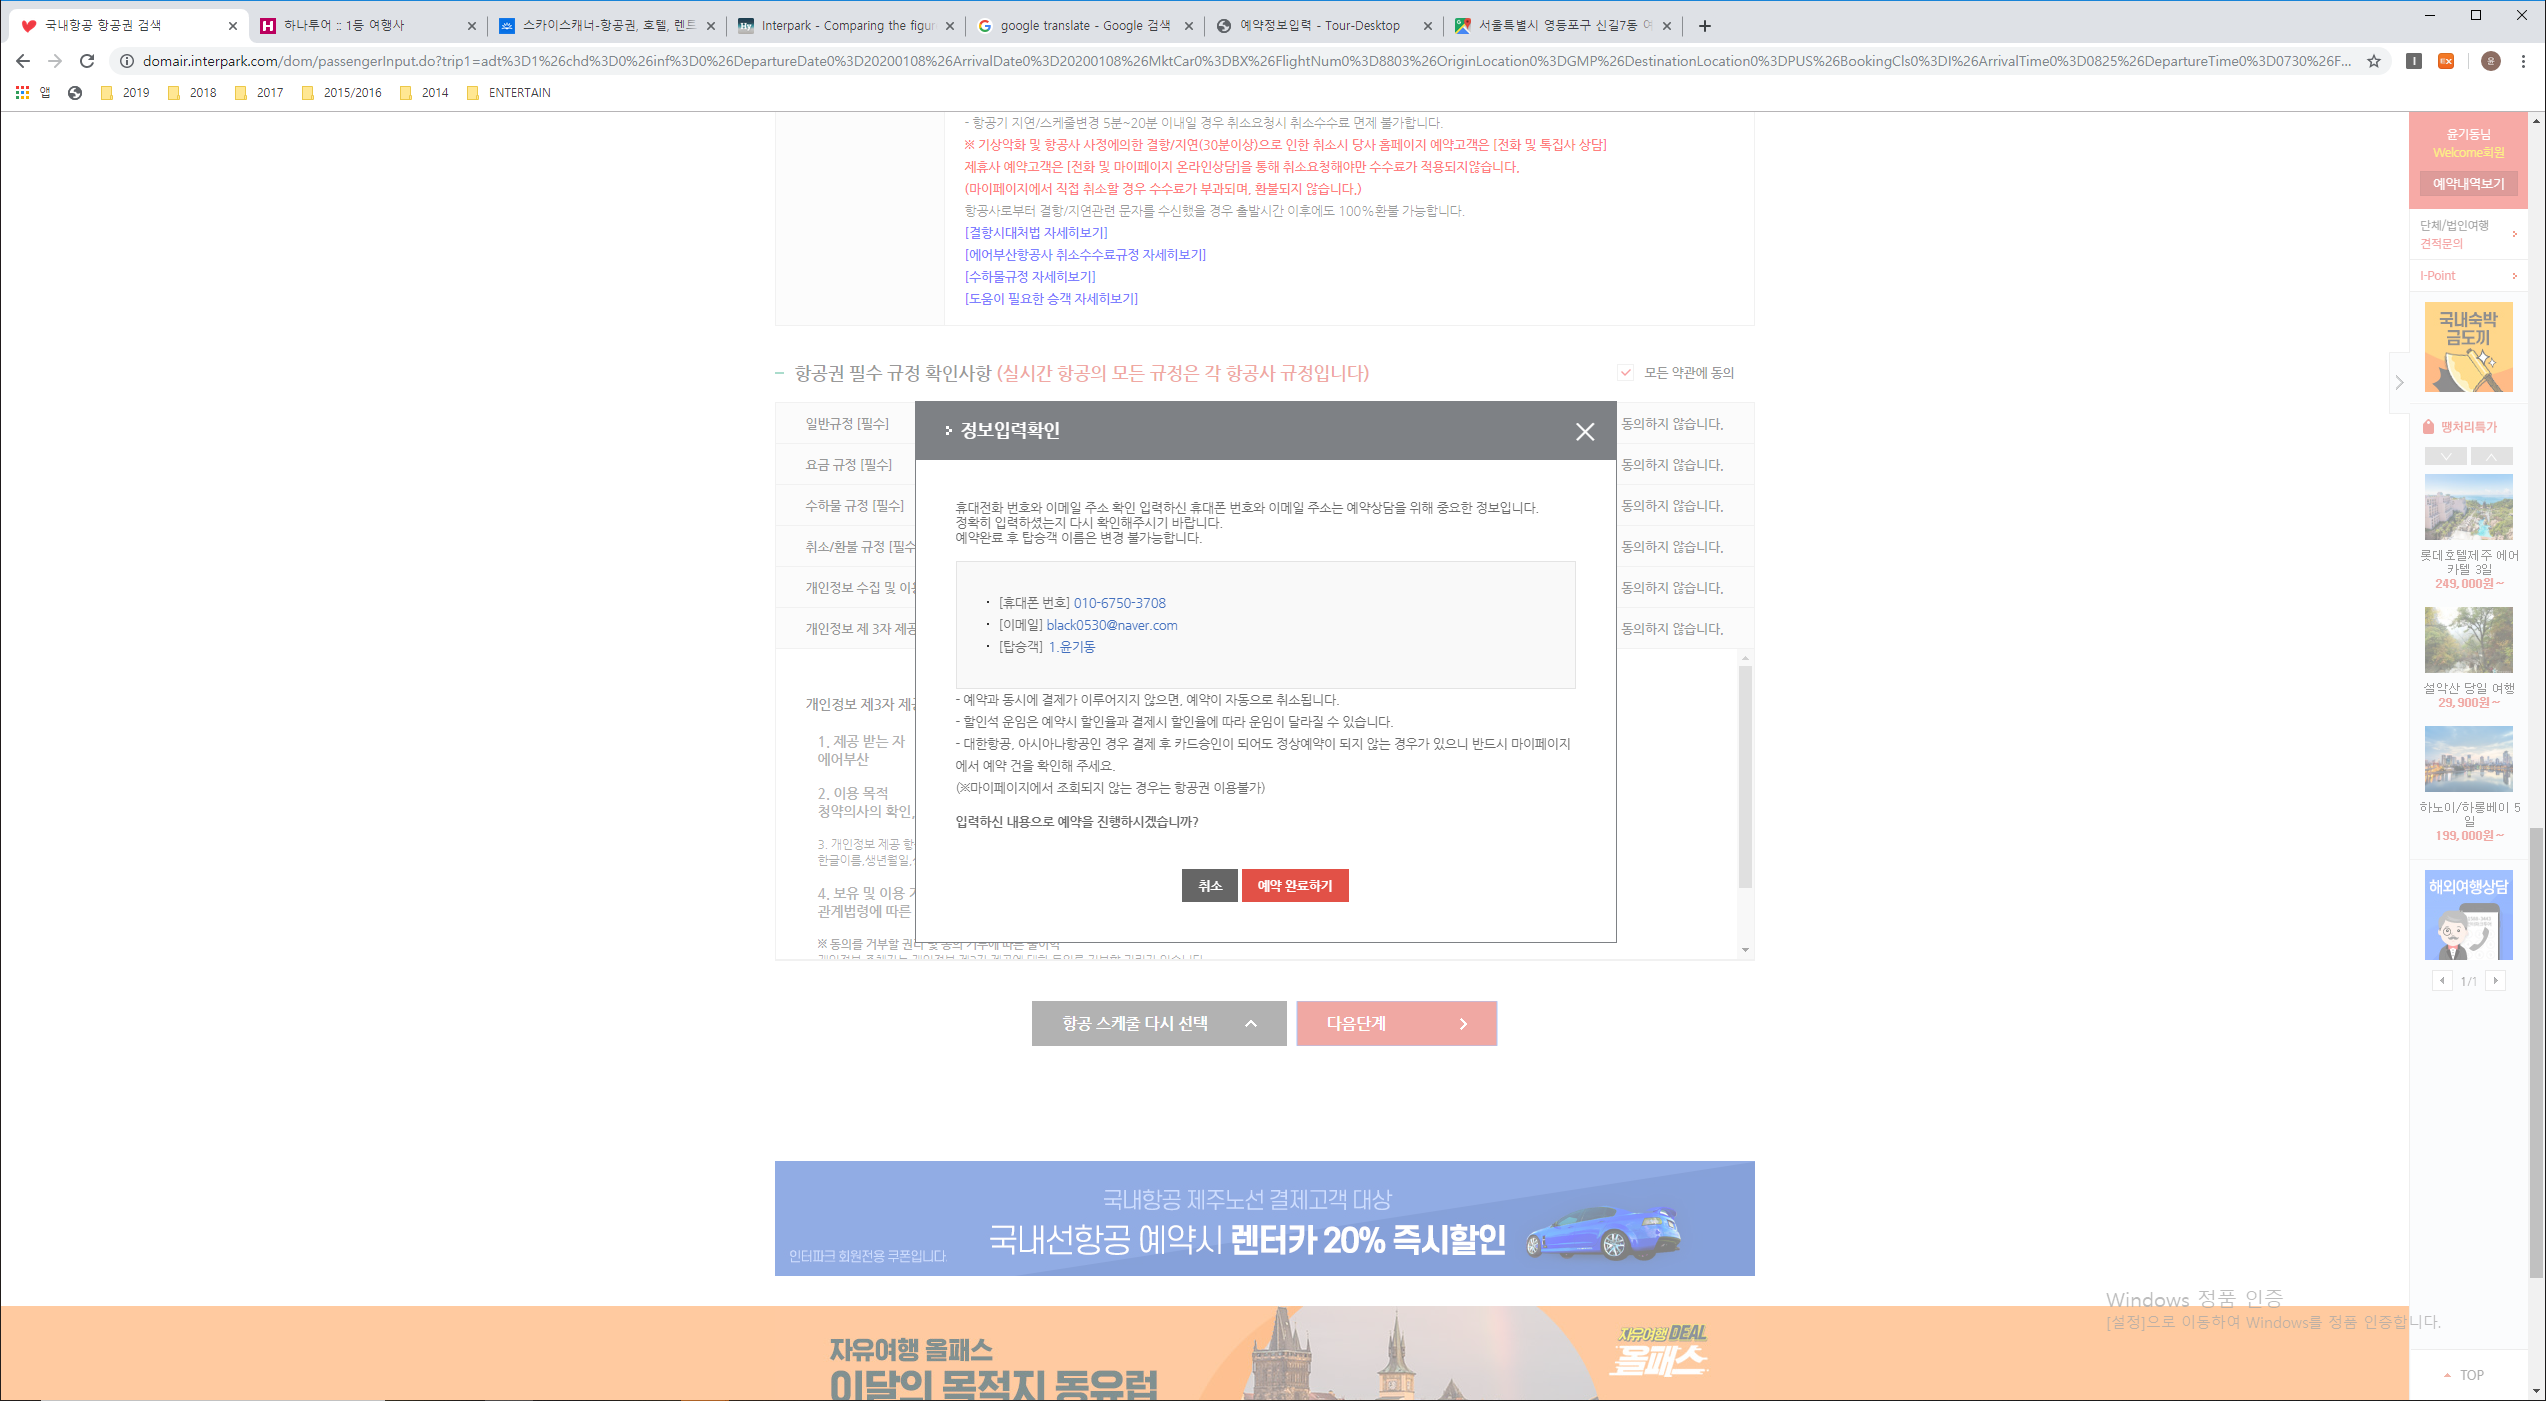 국내항공 항공권 검색
하나투어 :: 1등 여행사
스카이스캐너-항공권, 호텔, 렌트
Interpark - Comparing the figur
google translate - Google 검색
예약정보입력 - Tour-Desktop
서울특별시 영등포구 신길7동 여
domair.interpark.com/dom/passengerInput.do?trip1=adt%3D1%26chd%3D0%26inf%3D0%26DepartureDate0%3D20200108%26ArrivalDate0%3D20200108%26MktCar0%3DBX%26FlightNum0%3D8803%26OriginLocation0%3DGMP%26DestinationLocation0%3DPUS%26BookingCls0%3DI%26ArrivalTime0%3D0825%26DepartureTime0%3D0730%26F...
앱
2019
2018
2017
2015/2016
2014
ENTERTAIN
- 항공기 지연/스케줄변경 5분~20분 이내일 경우 취소요청시 취소수수료 면제 불가합니다.
※ 기상악화 및 항공사 사정에의한 결항/지연(30분이상)으로 인한 취소시 당사 홈페이지 예약고객은 [전화 및 톡집사 상담]
제휴사 예약고객은 [전화 및 마이페이지 온라인상담]을 통해 취소요청해야만 수수료가 적용되지않습니다.
(마이페이지에서 직접 취소할 경우 수수료가 부과되며, 환불되지 않습니다.)
항공사로부터 결항/지연관련 문자를 수신했을 경우 출발시간 이후에도 100%환불 가능합니다.
[결항시대처법 자세히보기]
[에어부산항공사 취소수수료규정 자세히보기]
[수하물규정 자세히보기]
[도움이 필요한 승객 자세히보기]
항공권 필수 규정 확인사항 (실시간 항공의 모든 규정은 각 항공사 규정입니다)
모든 약관에 동의
일반규정 [필수]
동의하지 않습니다.
요금 규정 [필수]
동의하지 않습니다.
수하물 규정 [필수]
동의하지 않습니다.
취소/환불 규정 [필수
동의하지 않습니다.
개인정보 수집 및 이용
동의하지 않습니다.
개인정보 제 3자 제공
동의하지 않습니다.
개인정보 제3자 제공
1. 제공 받는 자
에어부산
2. 이용 목적
청약의사의 확인,
3. 개인정보 제공 항
한글이름,생년월일,
4. 보유 및 이용 기
관계법령에 따른
※ 동의를 거부할 권리 및 동의 거부에 따른 불이익
정보입력확인
휴대전화 번호와 이메일 주소 확인 입력하신 휴대폰 번호와 이메일 주소는 예약상담을 위해 중요한 정보입니다.
정확히 입력하셨는지 다시 확인해주시기 바랍니다.
예약완료 후 탑승객 이름은 변경 불가능합니다.
· [휴대폰 번호] 010-6750-3708
· [이메일] black0530@naver.com
· [탑승객] 1.윤기동
- 예약과 동시에 결제가 이루어지지 않으면, 예약이 자동으로 취소됩니다.
- 할인석 운임은 예약시 할인율과 결제시 할인율에 따라 운임이 달라질 수 있습니다.
- 대한항공, 아시아나항공인 경우 결제 후 카드승인이 되어도 정상예약이 되지 않는 경우가 있으니 반드시 마이페이지
에서 예약 건을 확인해 주세요.
(※마이페이지에서 조회되지 않는 경우는 항공권 이용불가)
입력하신 내용으로 예약을 진행하시겠습니까?
취소
예약 완료하기
항공 스케줄 다시 선택
다음단계
국내항공 제주노선 결제고객 대상
국내선항공 예약시 렌터카 20% 즉시할인
인터파크 회원전용 쿠폰입니다.
자유여행 올패스
이달의 목적지 동유럽
자유여행DEAL
올패스
윤기동님
Welcome회원
예약내역보기
단체/법인여행
견적문의
I-Point
국내숙박
금도끼
땡처리특가
롯데호텔제주 에어
카텔 3일
249,000원~
설악산 당일 여행
29,900원~
하노이/하롱베이 5
일
199,000원~
해외여행상담
1/1
Windows 정품 인증
[설정]으로 이동하여 Windows를 정품 인증합니다.
TOP